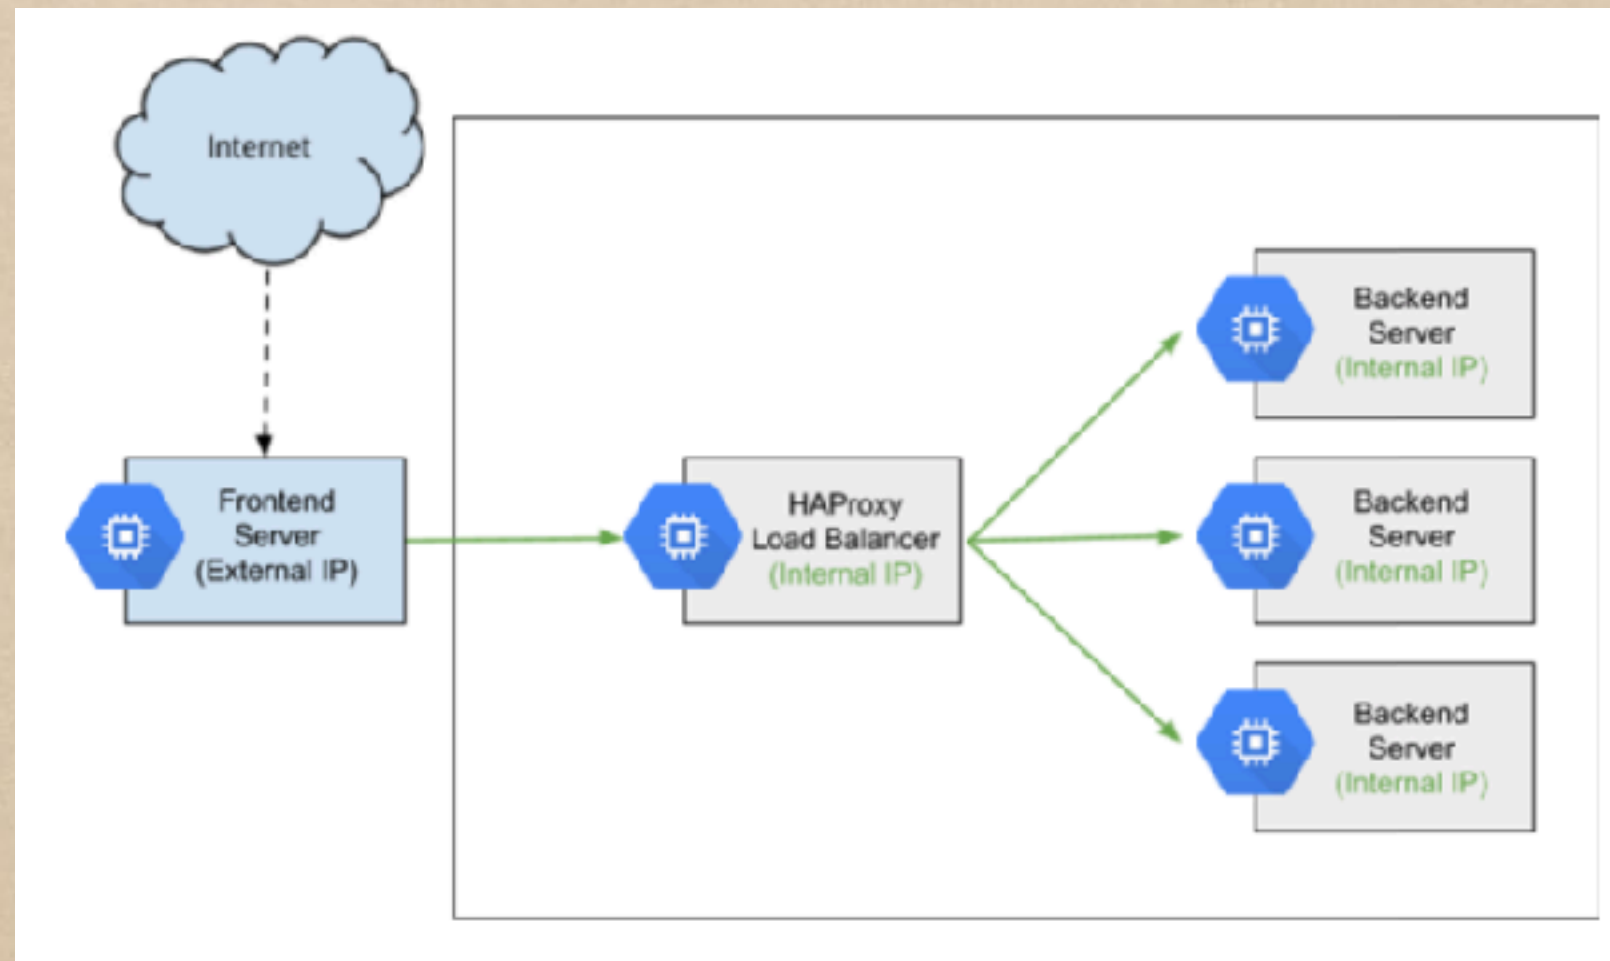 Internet
Frontend
Server
(External IP)
HAProxy
Load Balancer
(Internal IP)
Backend
Server
(Internal IP)
Backend
Server
(Internal IP)
Backend
Server
(Internal IP)